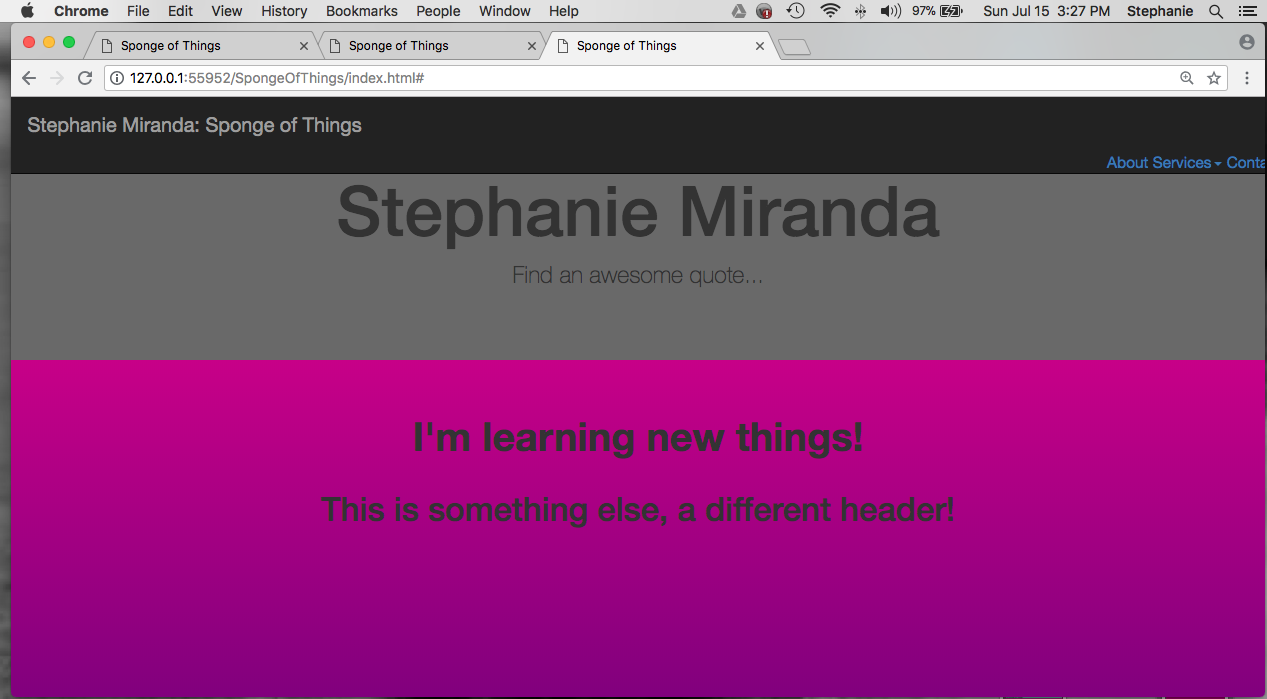 Chrome File Edit View History Bookmarks People Window Help 97% Sun Jul 15 3:27 PM Stephanie
Sponge of Things Sponge of Things Sponge of Things
127.0.0.1:55952/SpongeOfThings/index.html#
Stephanie Miranda: Sponge of Things
About Services Conta
Stephanie Miranda
Find an awesome quote...
I'm learning new things!
This is something else, a different header!